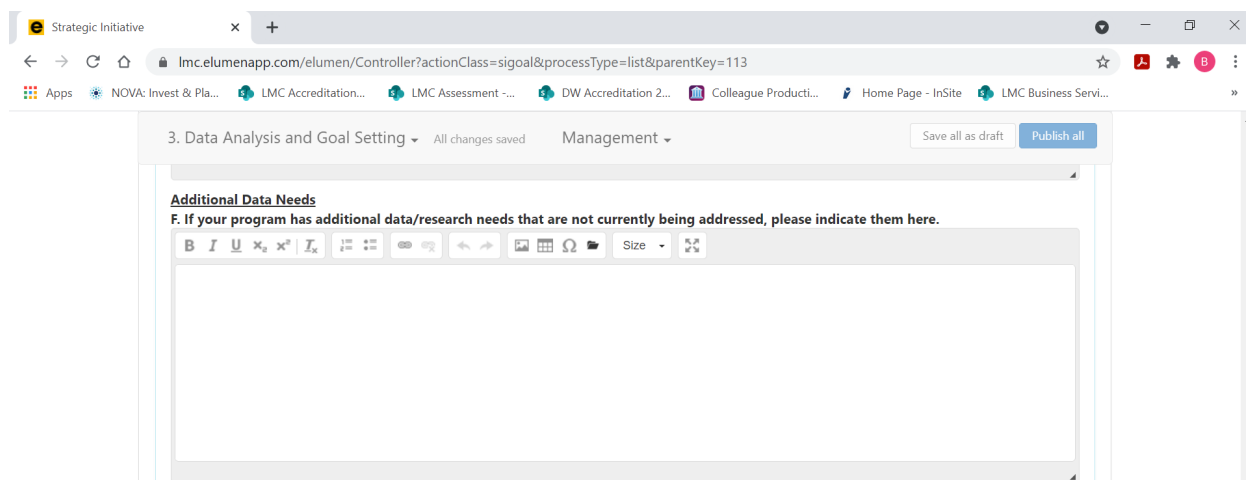 Strategic Initiative
lmc.elumenapp.com/elumen/Controller?actionClass=sigoal&processType=list&parentKey=113
Apps NOVA: Invest & Pla... LMC Accreditation... LMC Assessment -... DW Accreditation 2... Colleague Producti... Home Page - InSite LMC Business Servi... »
3. Data Analysis and Goal Setting All changes saved Management Save all as draft Publish all
Additional Data Needs
F. If your program has additional data/research needs that are not currently being addressed, please indicate them here.
B I U x₂ x² Tx Ω Size